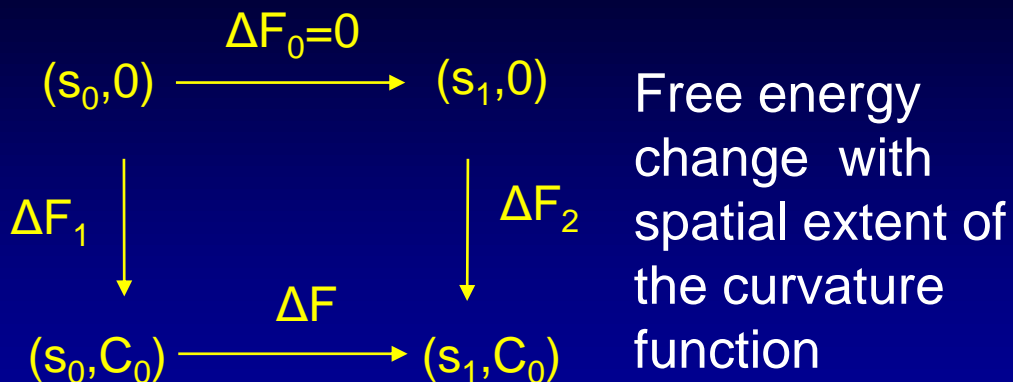 ΔF₀=0
(s₀,0) (s₁,0)
ΔF₁ ΔF₂
ΔF
(s₀,C₀) (s₁,C₀)
Free energy
change with
spatial extent of
the curvature
function